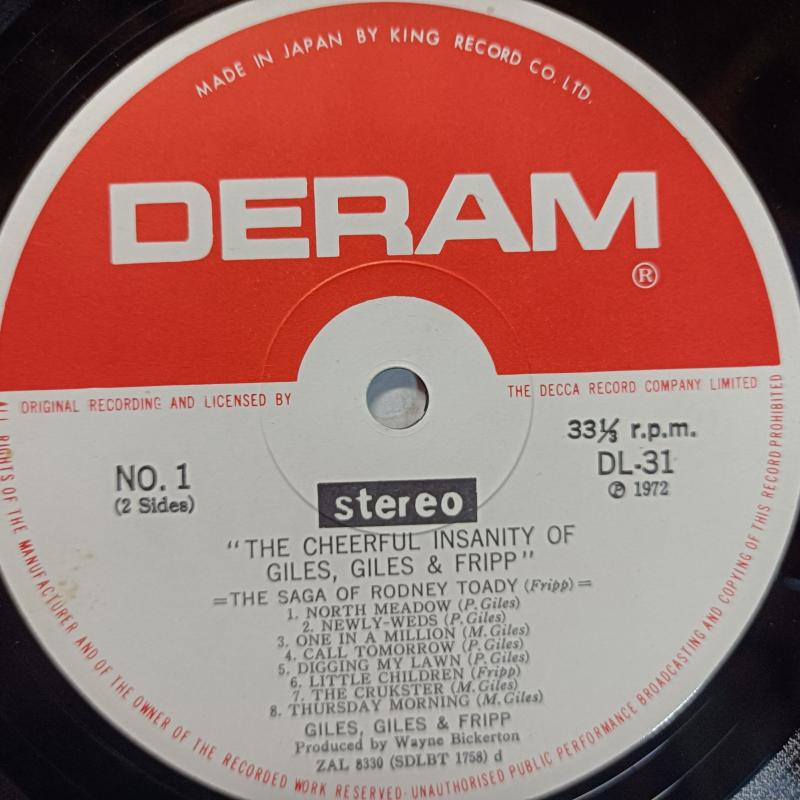 MADE IN JAPAN BY KING RECORD CO. LTD.
DERAM
®
ORIGINAL RECORDING AND LICENSED BY THE DECCA RECORD COMPANY LIMITED
33⅓ r.p.m.
NO. 1
(2 Sides)
DL-31
℗ 1972
stereo
"THE CHEERFUL INSANITY OF
GILES, GILES & FRIPP"
=THE SAGA OF RODNEY TOADY (Fripp)=
1. NORTH MEADOW (P. Giles)
2. NEWLY-WEDS (P. Giles)
3. ONE IN A MILLION (M. Giles)
4. CALL TOMORROW (P. Giles)
5. DIGGING MY LAWN (P. Giles)
6. LITTLE CHILDREN (Fripp)
7. THE CRUKSTER (M. Giles)
8. THURSDAY MORNING (M. Giles)
GILES, GILES & FRIPP
Produced by Wayne Bickerton
ZAL 8330 (SDLBT 1758) d
ALL RIGHTS OF THE MANUFACTURER AND OF THE OWNER OF THE RECORDED WORK RESERVED· UNAUTHORISED PUBLIC PERFORMANCE BROADCASTING AND COPYING OF THIS RECORD PROHIBITED